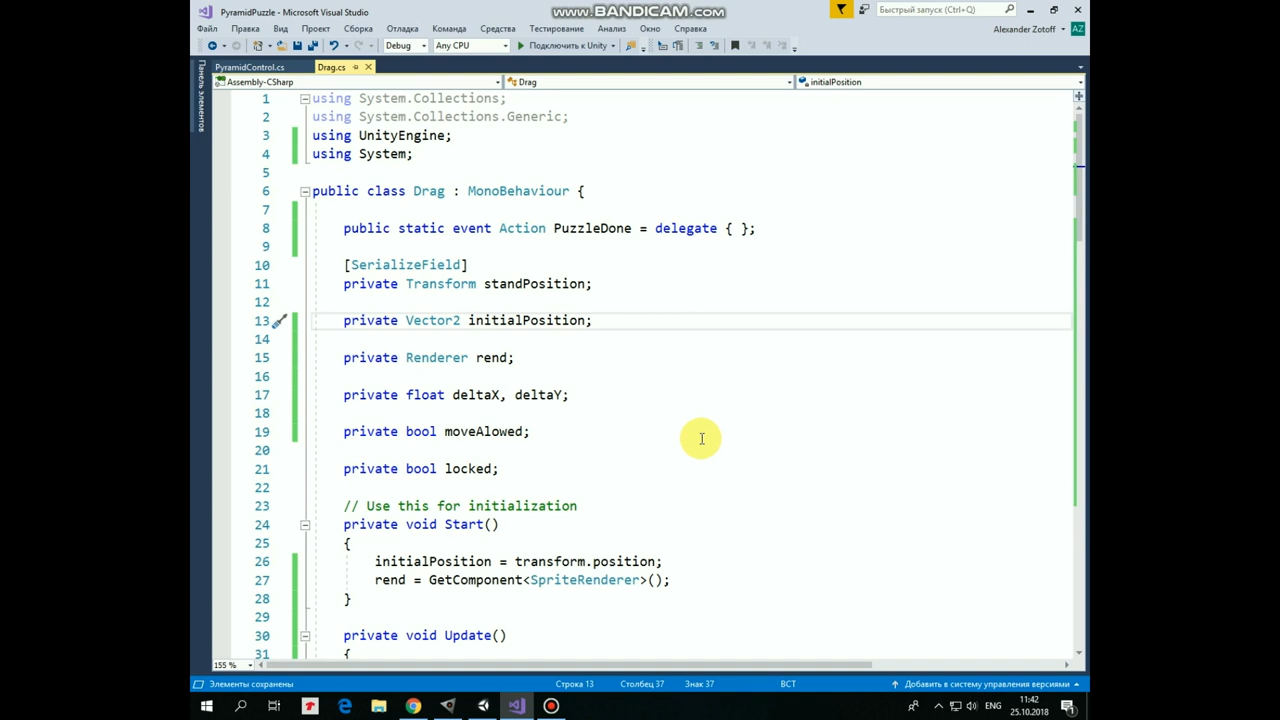 PyramidPuzzle - Microsoft Visual Studio
www.BANDICAM.com
Быстрый запуск (Ctrl+Q)
Файл Правка Вид Проект Сборка Отладка Команда Средства Тестирование Анализ Окно Справка
Alexander Zotoff AZ
Debug Any CPU Подключить к Unity
Панель элементов
PyramidControl.cs Drag.cs
Assembly-CSharp Drag initialPosition
1 using System.Collections;
2 using System.Collections.Generic;
3 using UnityEngine;
4 using System;
5
6 public class Drag : MonoBehaviour {
7
8 public static event Action PuzzleDone = delegate { };
9
10 [SerializeField]
11 private Transform standPosition;
12
13 private Vector2 initialPosition;
14
15 private Renderer rend;
16
17 private float deltaX, deltaY;
18
19 private bool moveAlowed;
20
21 private bool locked;
22
23 // Use this for initialization
24 private void Start()
25 {
26 initialPosition = transform.position;
27 rend = GetComponent<SpriteRenderer>();
28 }
29
30 private void Update()
31 {
155 %
Элементы сохранены Строка 13 Столбец 37 Знак 37 ВСТ Добавить в систему управления версиями
ENG 11:42
25.10.2018
1